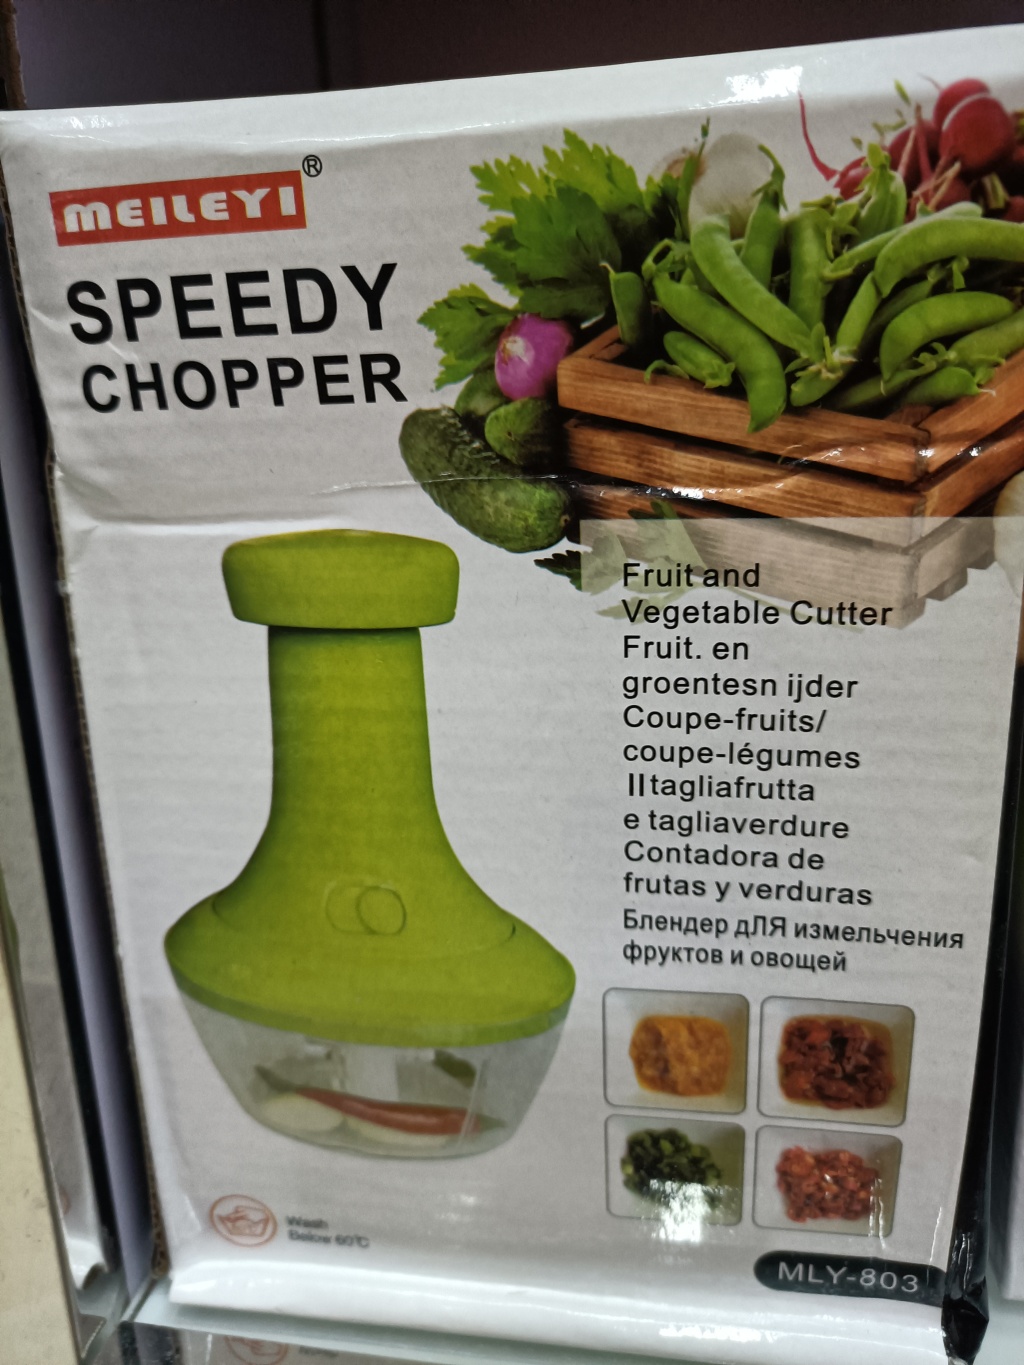 MEILEYI®
SPEEDY
CHOPPER
Fruit and
Vegetable Cutter
Fruit. en
groentesn ijder
Coupe-fruits/
coupe-légumes
II tagliafrutta
e tagliaverdure
Contadora de
frutas y verduras
Блендер дЛЯ измельчения
фруктов и овощей
Wash
Below 60℃
MLY-803